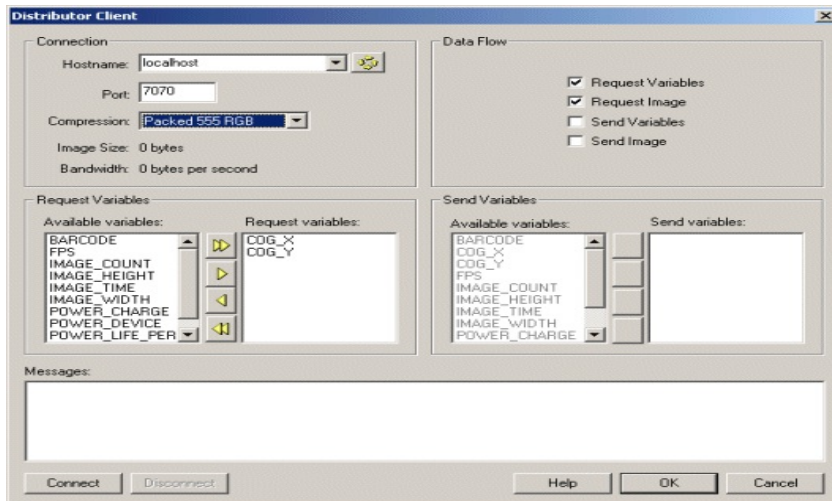 Distributor Client
Connection
Hostname: localhost
Port: 7070
Compression: Packed 555 RGB
Image Size: 0 bytes
Bandwidth: 0 bytes per second
Data Flow
Request Variables
Request Image
Send Variables
Send Image
Request Variables
Available variables:
BARCODE
FPS
IMAGE_COUNT
IMAGE_HEIGHT
IMAGE_TIME
IMAGE_WIDTH
POWER_CHARGE
POWER_DEVICE
POWER_LIFE_PER
Request variables:
COG_X
COG_Y
Send Variables
Available variables:
BARCODE
COG_X
COG_Y
FPS
IMAGE_COUNT
IMAGE_HEIGHT
IMAGE_TIME
IMAGE_WIDTH
POWER_CHARGE
Send variables:
Messages:
Connect
Disconnect
Help
OK
Cancel